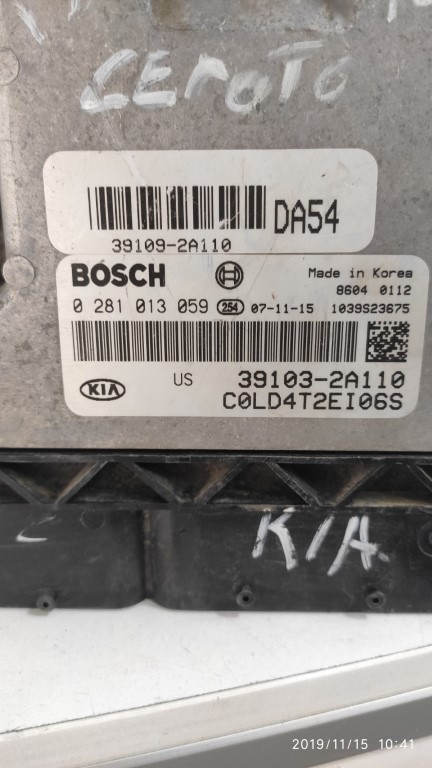 CERATO
39109-2A110
DA54
BOSCH
Made in Korea
8604 0112
0 281 013 059 254 07-11-15 1039S23675
KIA US 39103-2A110
C0LD4T2EI06S
KIA
2019/11/15 10:41